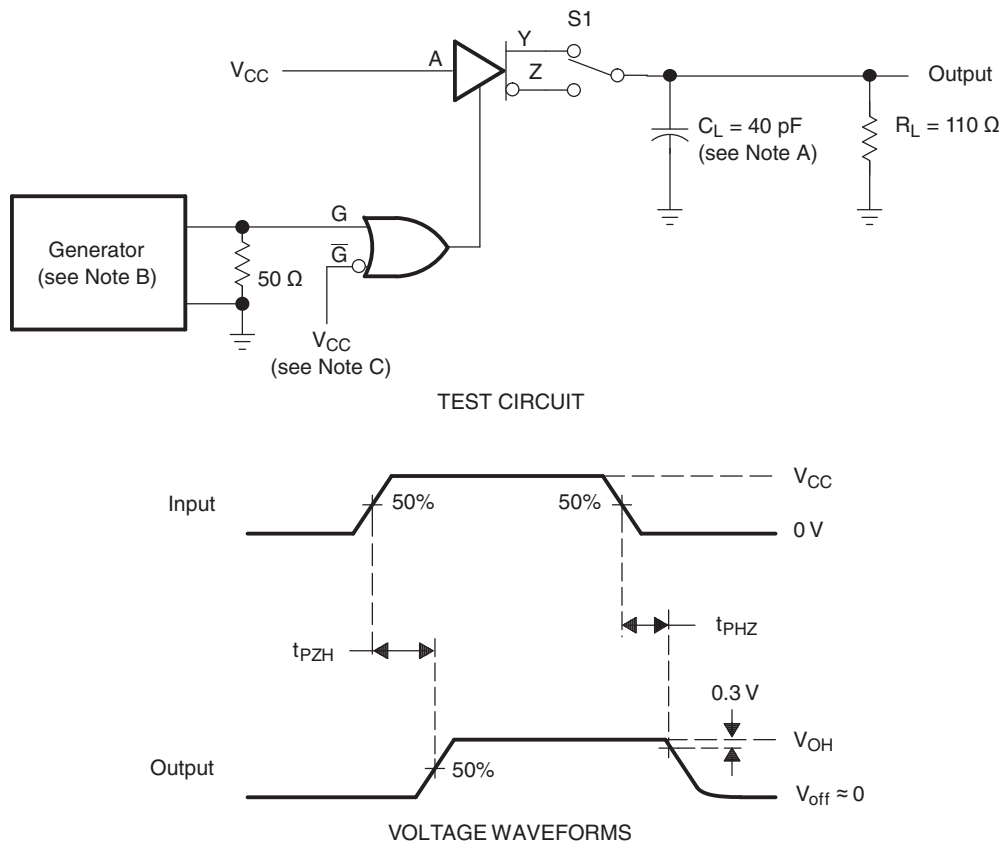 S1
Y
A
V_CC
Z
Output
C_L = 40 pF
(see Note A)
R_L = 110 Ω
Generator
(see Note B)
50 Ω
G
G̅
V_CC
(see Note C)
TEST CIRCUIT
Input
50%
50%
V_CC
0 V
t_PZH
t_PHZ
0.3 V
Output
50%
V_OH
V_off ≈ 0
VOLTAGE WAVEFORMS